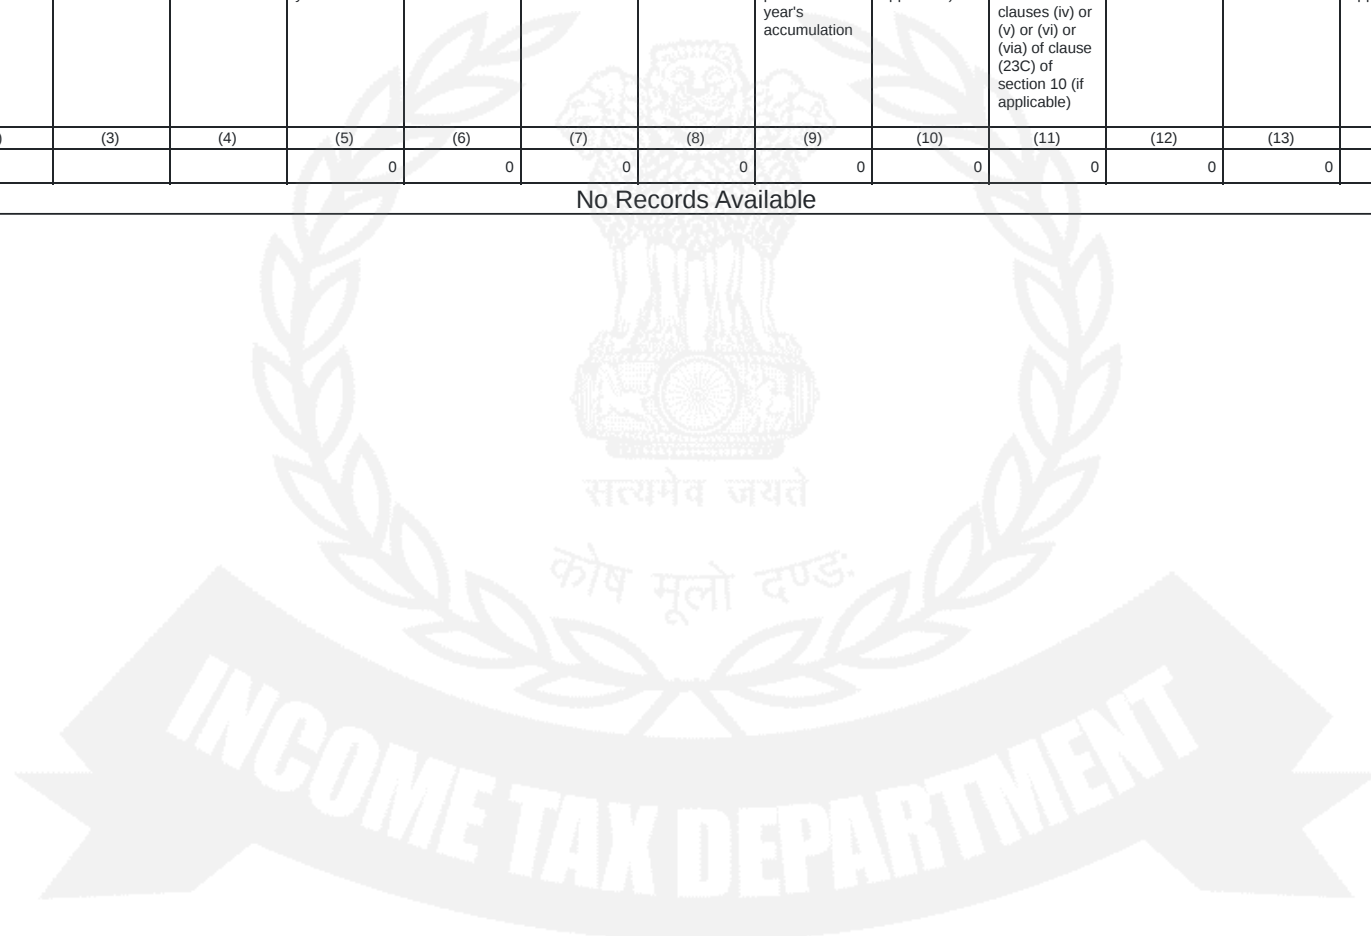 year's
accumulation
clauses (iv) or
(v) or (vi) or
(via) of clause
(23C) of
section 10 (if
applicable)
(3) (4) (5) (6) (7) (8) (9) (10) (11) (12) (13)
0 0 0 0 0 0 0 0 0
No Records Available
सत्यमेव जयते
कोष मूलो दण्डः
INCOME TAX DEPARTMENT